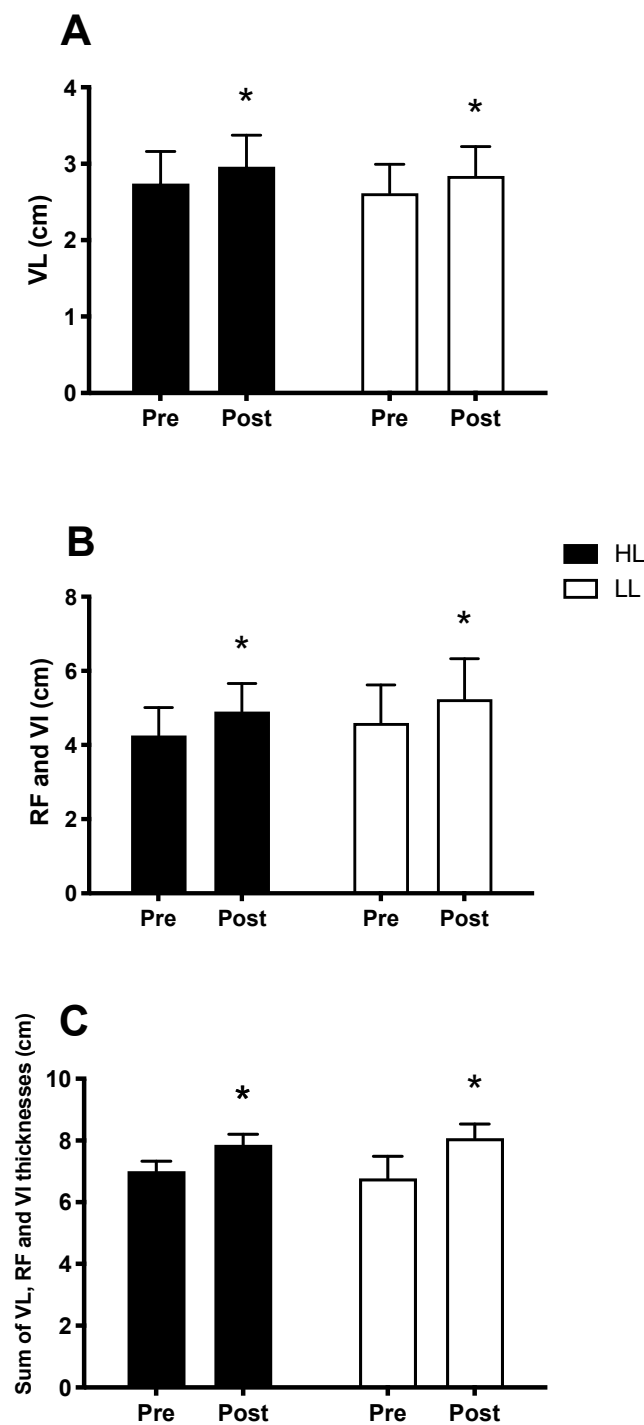 A
4
3
2
1
0
VL (cm)
* *
Pre Post Pre Post
B
HL
LL
8
6
4
2
0
RF and VI (cm)
* *
Pre Post Pre Post
C
10
8
6
4
2
0
Sum of VL, RF and VI thicknesses (cm)
* *
Pre Post Pre Post